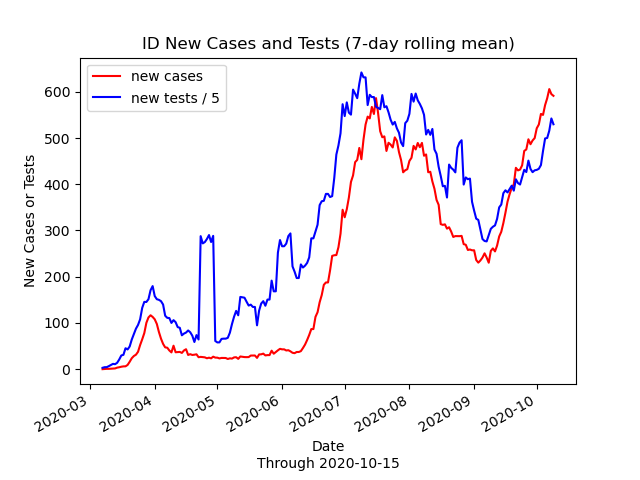 ID New Cases and Tests (7-day rolling mean)
new cases
new tests / 5
New Cases or Tests
600
500
400
300
200
100
0
2020-03
2020-04
2020-05
2020-06
2020-07
2020-08
2020-09
2020-10
Date
Through 2020-10-15